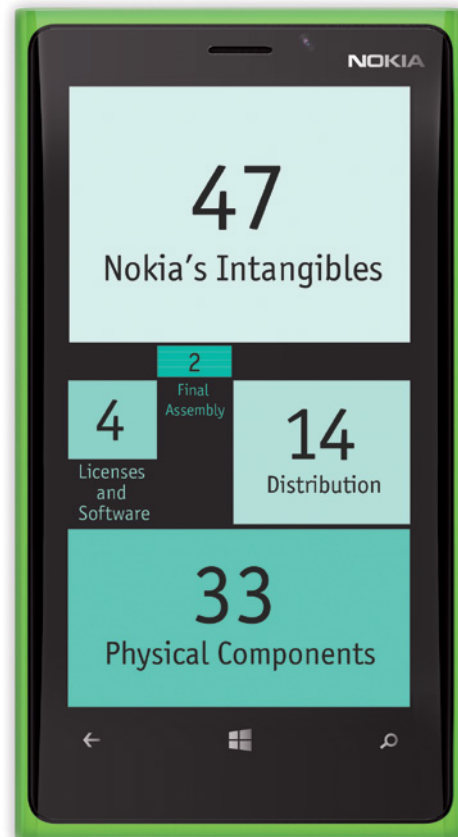 NOKIA
47
Nokia’s Intangibles
2
Final
Assembly
4
Licenses
and
Software
14
Distribution
33
Physical Components